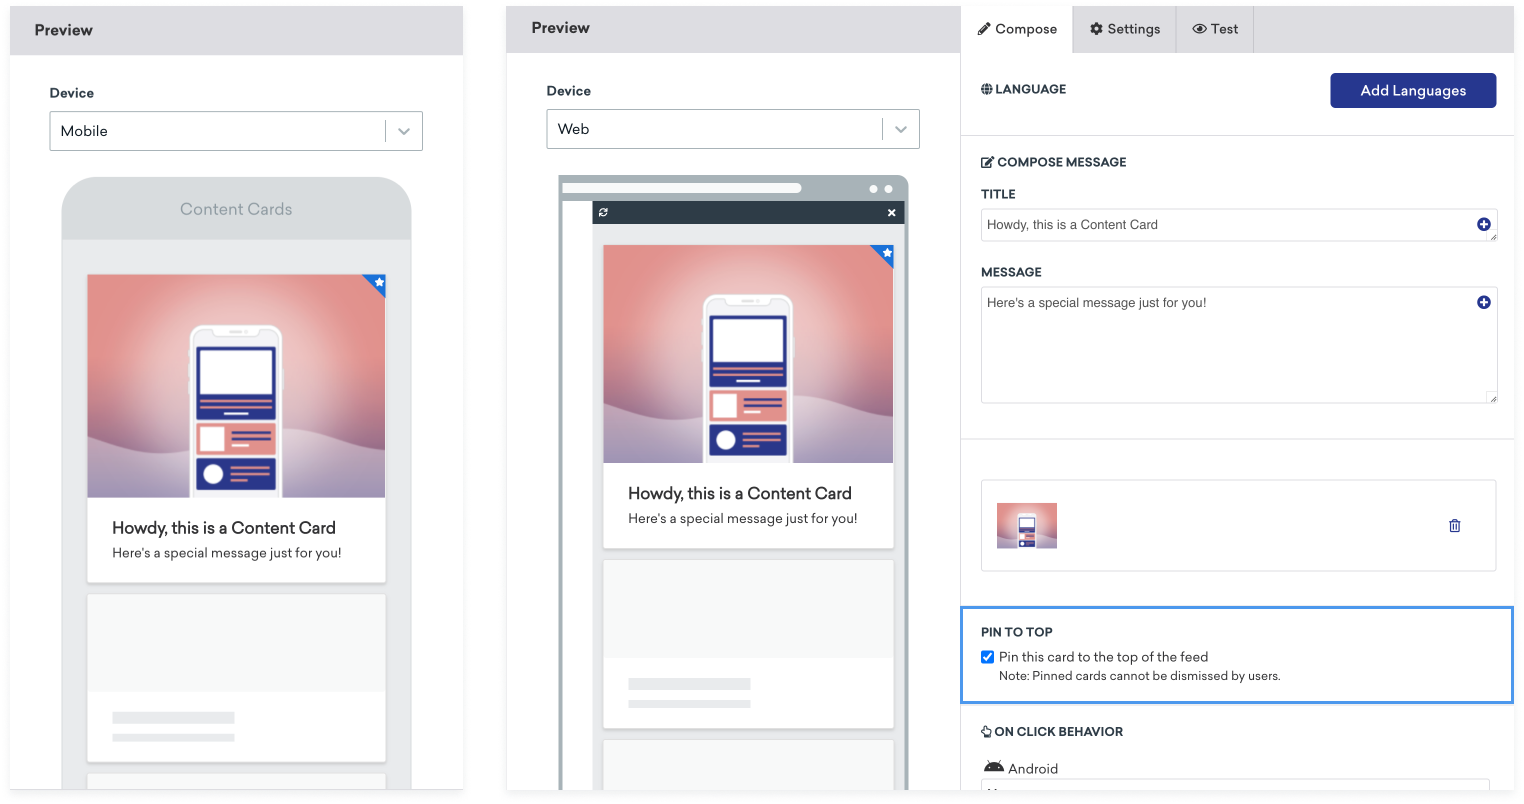 Preview
Device
Mobile
Content Cards
Howdy, this is a Content Card
Here's a special message just for you!
Preview
Device
Web
Howdy, this is a Content Card
Here's a special message just for you!
Compose
Settings
Test
LANGUAGE
Add Languages
COMPOSE MESSAGE
TITLE
Howdy, this is a Content Card
MESSAGE
Here's a special message just for you!
PIN TO TOP
Pin this card to the top of the feed
Note: Pinned cards cannot be dismissed by users.
ON CLICK BEHAVIOR
Android